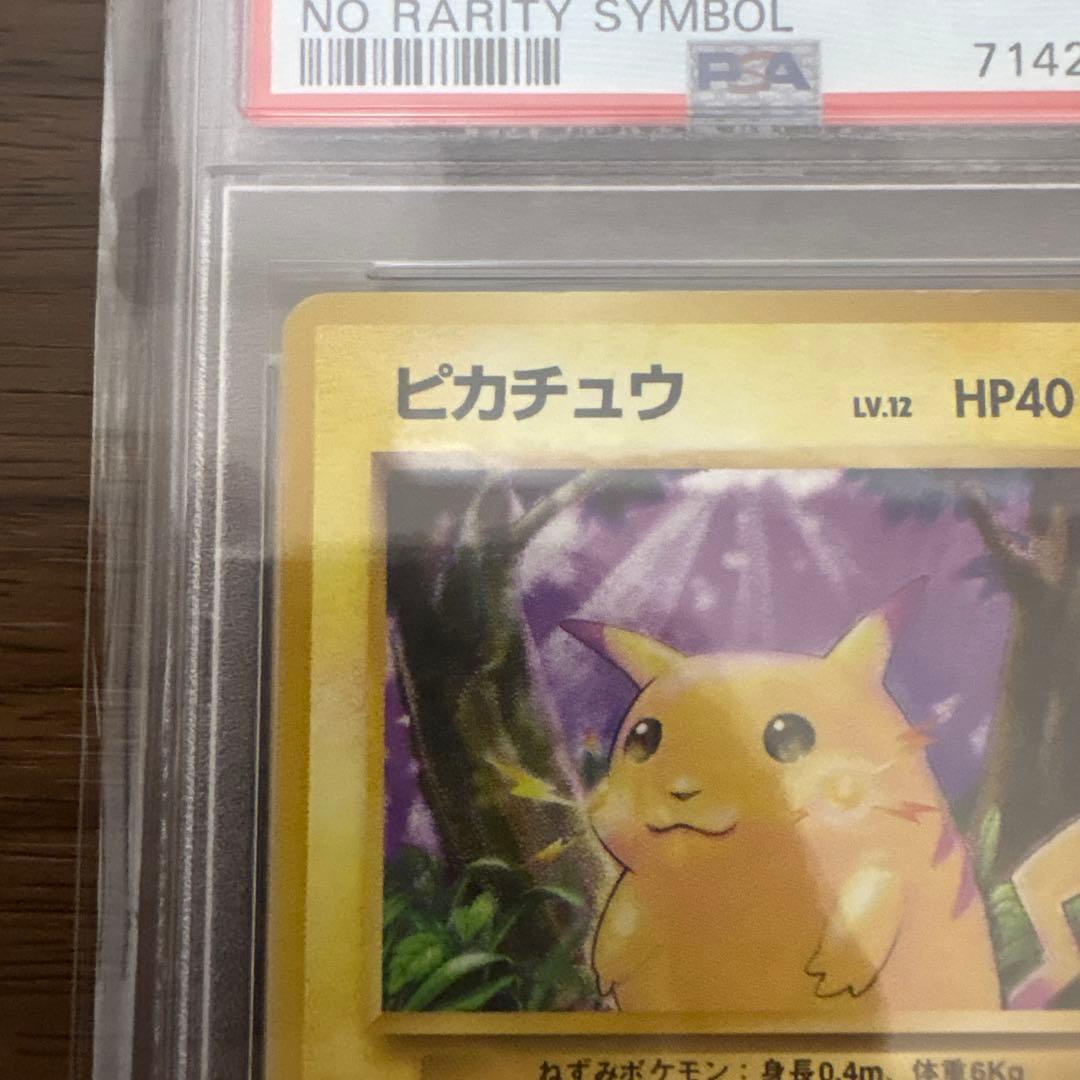 NO RARITY SYMBOL
PSA
7142
ピカチュウ LV.12 HP40
ねずみポケモン：身長0.4m、体重6Kg